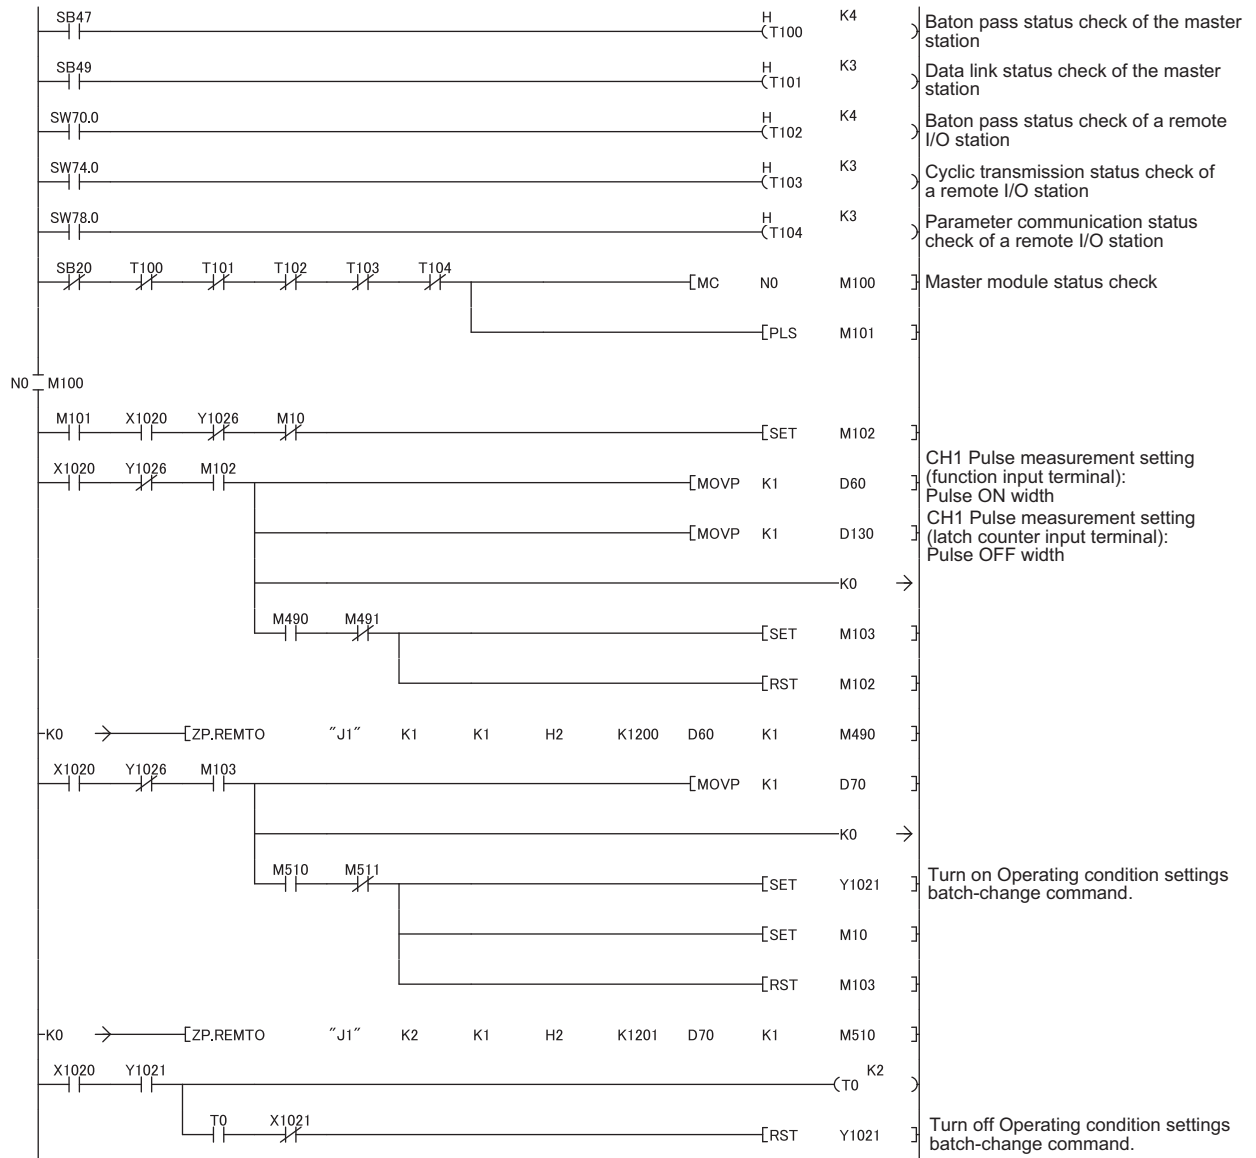 SB47 H K4 T100 Baton pass status check of the master
station
SB49 H K3 T101 Data link status check of the master
station
SW70.0 H K4 T102 Baton pass status check of a remote
I/O station
SW74.0 H K3 T103 Cyclic transmission status check of
a remote I/O station
SW78.0 H K3 T104 Parameter communication status
check of a remote I/O station
SB20 T100 T101 T102 T103 T104 MC N0 M100 Master module status check
PLS M101
N0 M100
M101 X1020 Y1026 M10 SET M102
X1020 Y1026 M102 MOVP K1 D60 CH1 Pulse measurement setting
(function input terminal):
Pulse ON width
MOVP K1 D130 CH1 Pulse measurement setting
(latch counter input terminal):
Pulse OFF width
K0
M490 M491 SET M103
RST M102
K0 ZP.REMTO "J1" K1 K1 H2 K1200 D60 K1 M490
X1020 Y1026 M103 MOVP K1 D70
K0
M510 M511 SET Y1021 Turn on Operating condition settings
batch-change command.
SET M10
RST M103
K0 ZP.REMTO "J1" K2 K1 H2 K1201 D70 K1 M510
X1020 Y1021 K2 T0
T0 X1021 RST Y1021 Turn off Operating condition settings
batch-change command.